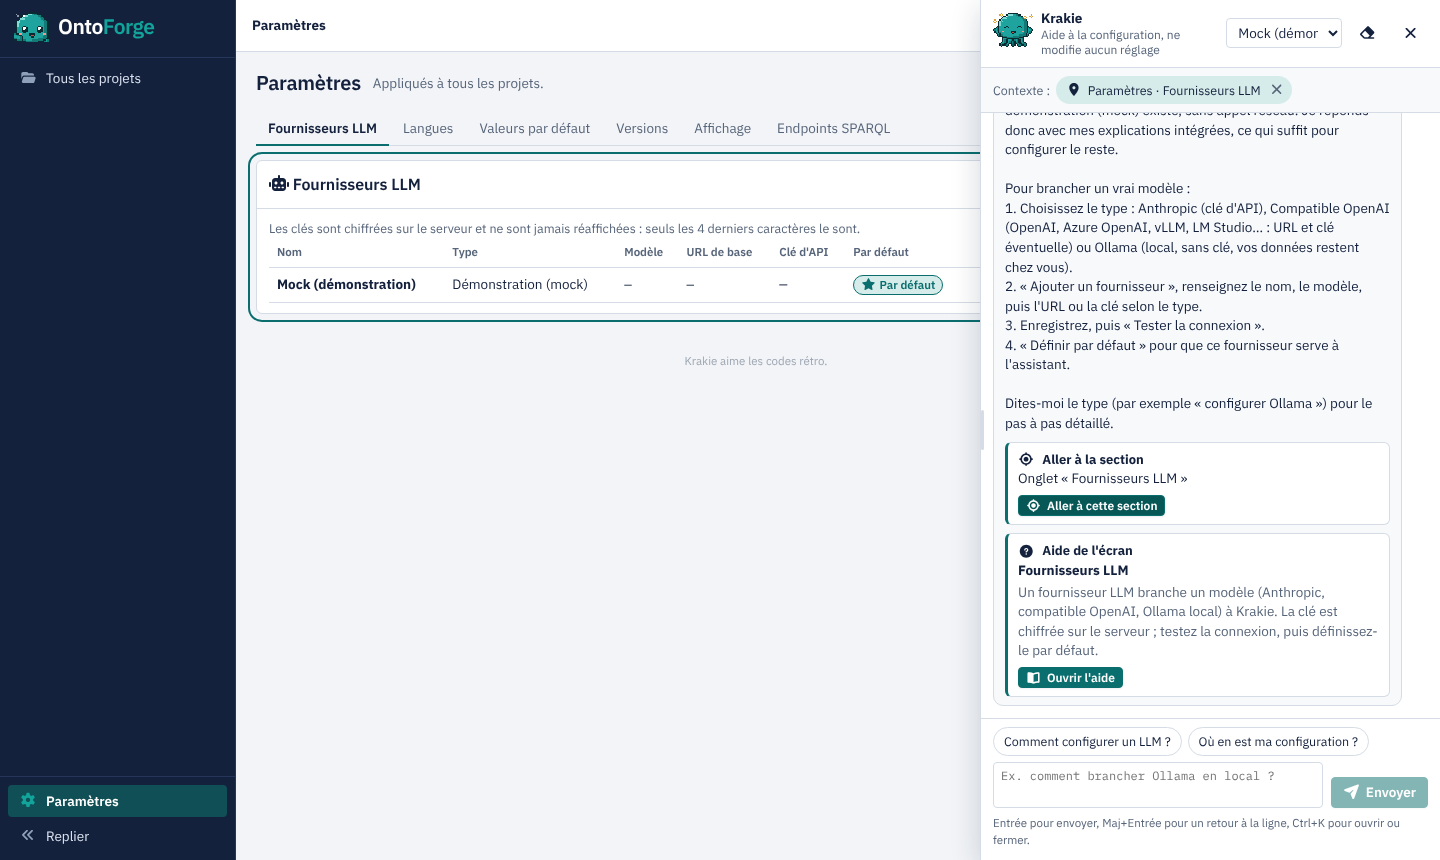 OntoForge
Tous les projets
Paramètres
Replier
Paramètres
Paramètres Appliqués à tous les projets.
Fournisseurs LLM Langues Valeurs par défaut Versions Affichage Endpoints SPARQL
Fournisseurs LLM
Les clés sont chiffrées sur le serveur et ne sont jamais réaffichées : seuls les 4 derniers caractères le sont.
Nom Type Modèle URL de base Clé d'API Par défaut
Mock (démonstration) Démonstration (mock) — — — Par défaut
Krakie aime les codes rétro.
Krakie
Aide à la configuration, ne
modifie aucun réglage
Mock (démor
Contexte : Paramètres · Fournisseurs LLM
démonstration (mock) existe, sans appel réseau. Je réponds
donc avec mes explications intégrées, ce qui suffit pour
configurer le reste.
Pour brancher un vrai modèle :
1. Choisissez le type : Anthropic (clé d'API), Compatible OpenAI
(OpenAI, Azure OpenAI, vLLM, LM Studio… : URL et clé
éventuelle) ou Ollama (local, sans clé, vos données restent
chez vous).
2. « Ajouter un fournisseur », renseignez le nom, le modèle,
puis l'URL ou la clé selon le type.
3. Enregistrez, puis « Tester la connexion ».
4. « Définir par défaut » pour que ce fournisseur serve à
l'assistant.
Dites-moi le type (par exemple « configurer Ollama ») pour le
pas à pas détaillé.
Aller à la section
Onglet « Fournisseurs LLM »
Aller à cette section
Aide de l'écran
Fournisseurs LLM
Un fournisseur LLM branche un modèle (Anthropic,
compatible OpenAI, Ollama local) à Krakie. La clé est
chiffrée sur le serveur ; testez la connexion, puis définissez-
le par défaut.
Ouvrir l'aide
Comment configurer un LLM ? Où en est ma configuration ?
Ex. comment brancher Ollama en local ?
Envoyer
Entrée pour envoyer, Maj+Entrée pour un retour à la ligne, Ctrl+K pour ouvrir ou
fermer.